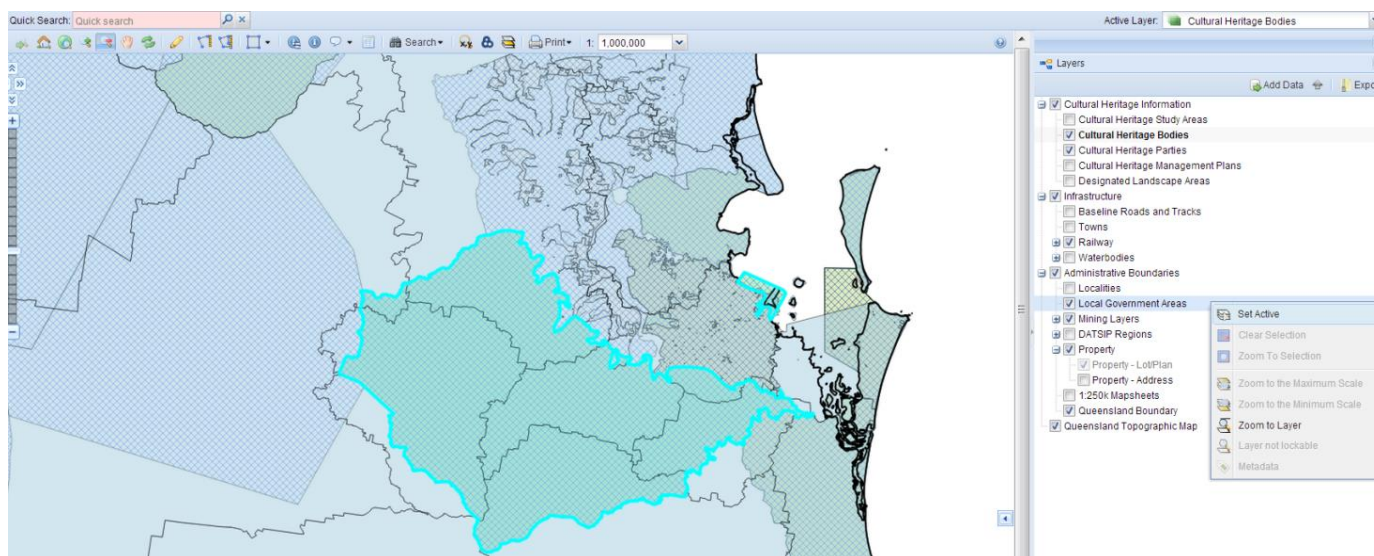 Quick Search: Quick search
Active Layer: Cultural Heritage Bodies
Search
Print
1: 1,000,000
Layers
Add Data
Expo
Cultural Heritage Information
Cultural Heritage Study Areas
Cultural Heritage Bodies
Cultural Heritage Parties
Cultural Heritage Management Plans
Designated Landscape Areas
Infrastructure
Baseline Roads and Tracks
Towns
Railway
Waterbodies
Administrative Boundaries
Localities
Local Government Areas
Mining Layers
DATSIP Regions
Property
Property - Lot/Plan
Property - Address
1:250k Mapsheets
Queensland Boundary
Queensland Topographic Map
Set Active
Clear Selection
Zoom To Selection
Zoom to the Maximum Scale
Zoom to the Minimum Scale
Zoom to Layer
Layer not lockable
Metadata